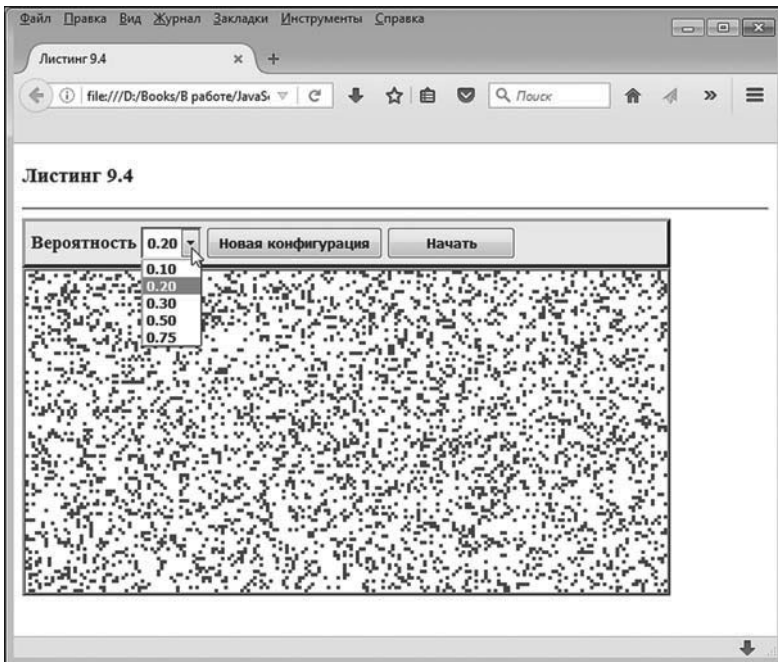 Файл Правка Вид Журнал Закладки Инструменты Справка
Листинг 9.4
file:///D:/Books/В работе/JavaS
Поиск
Листинг 9.4
Вероятность 0.20 Новая конфигурация Начать
0.10
0.20
0.30
0.50
0.75